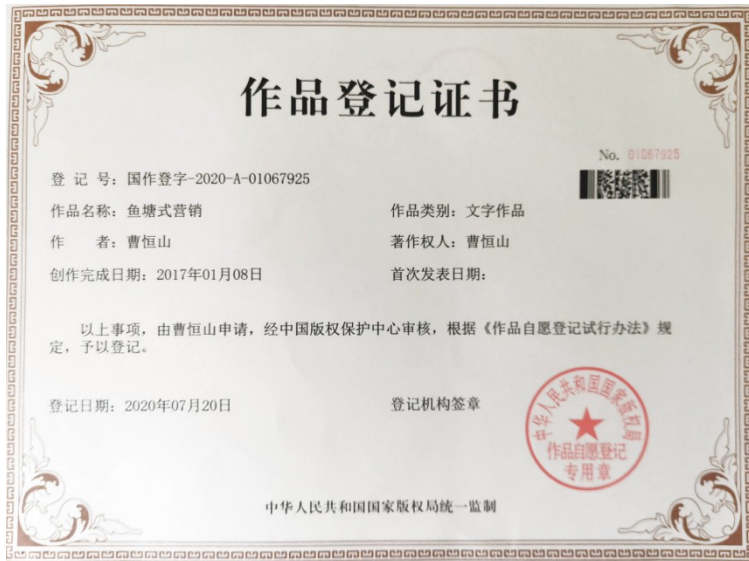 作品登记证书
No. 01067925
登 记 号：国作登字-2020-A-01067925
作品名称：鱼塘式营销
作品类别：文字作品
作 者：曹恒山
著作权人：曹恒山
创作完成日期：2017年01月08日
首次发表日期：
以上事项，由曹恒山申请，经中国版权保护中心审核，根据《作品自愿登记试行办法》规
定，予以登记。
登记日期：2020年07月20日
登记机构签章
中华人民共和国国家版权局
作品自愿登记
专用章
中华人民共和国国家版权局统一监制